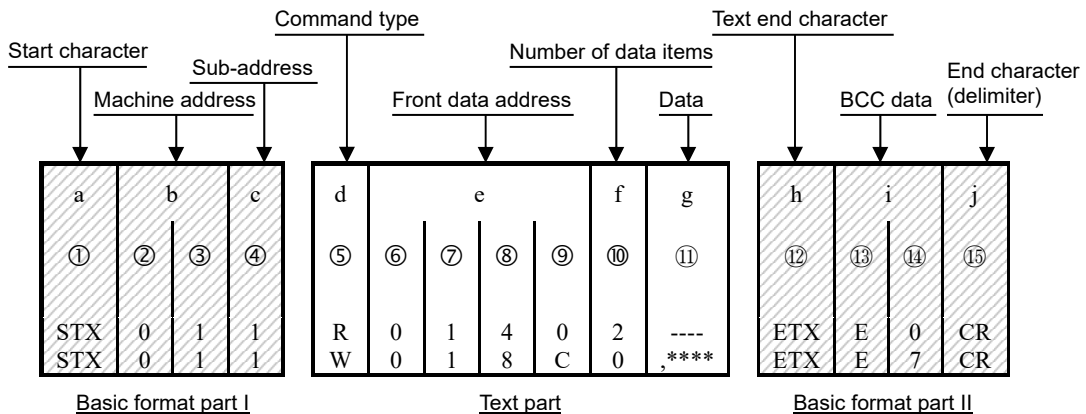 Command type
Text end character
Start character
Number of data items
Sub-address
End character
(delimiter)
Machine address
Front data address
Data
BCC data
a b c d e f g h i j
① ② ③ ④ ⑤ ⑥ ⑦ ⑧ ⑨ ⑩ ⑪ ⑫ ⑬ ⑭ ⑮
STX 0 1 1 R 0 1 4 0 2 ---- ETX E 0 CR
STX 0 1 1 W 0 1 8 C 0 ,**** ETX E 7 CR
Basic format part I
Text part
Basic format part II